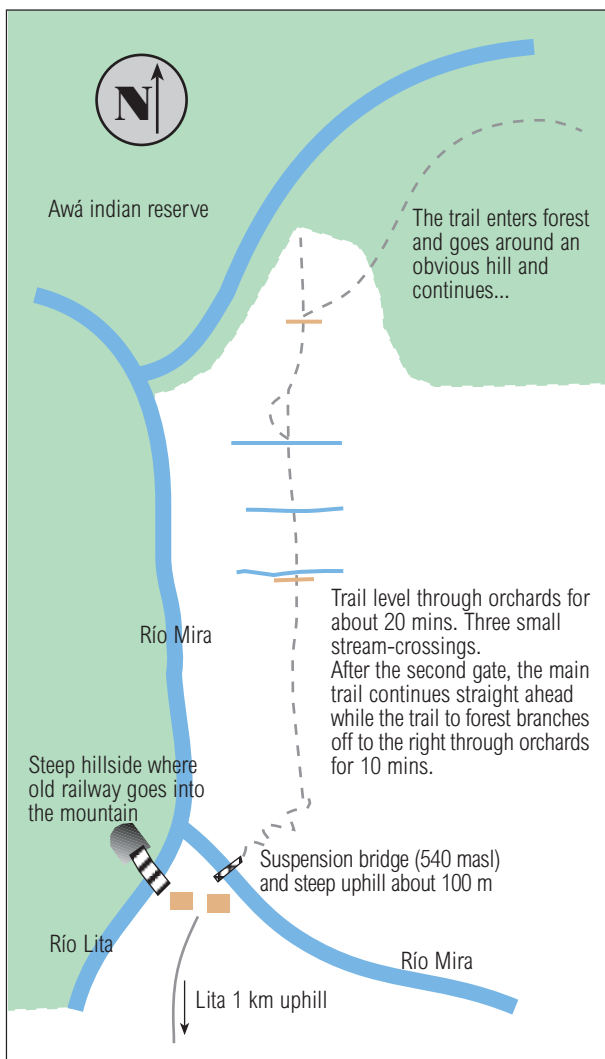 N
Awá indian reserve
The trail enters forest
and goes around an
obvious hill and
continues...
Río Mira
Trail level through orchards for
about 20 mins. Three small
stream-crossings.
After the second gate, the main
trail continues straight ahead
while the trail to forest branches
off to the right through orchards
for 10 mins.
Steep hillside where
old railway goes into
the mountain
Suspension bridge (540 masl)
and steep uphill about 100 m
Río Lita
Río Mira
Lita 1 km uphill